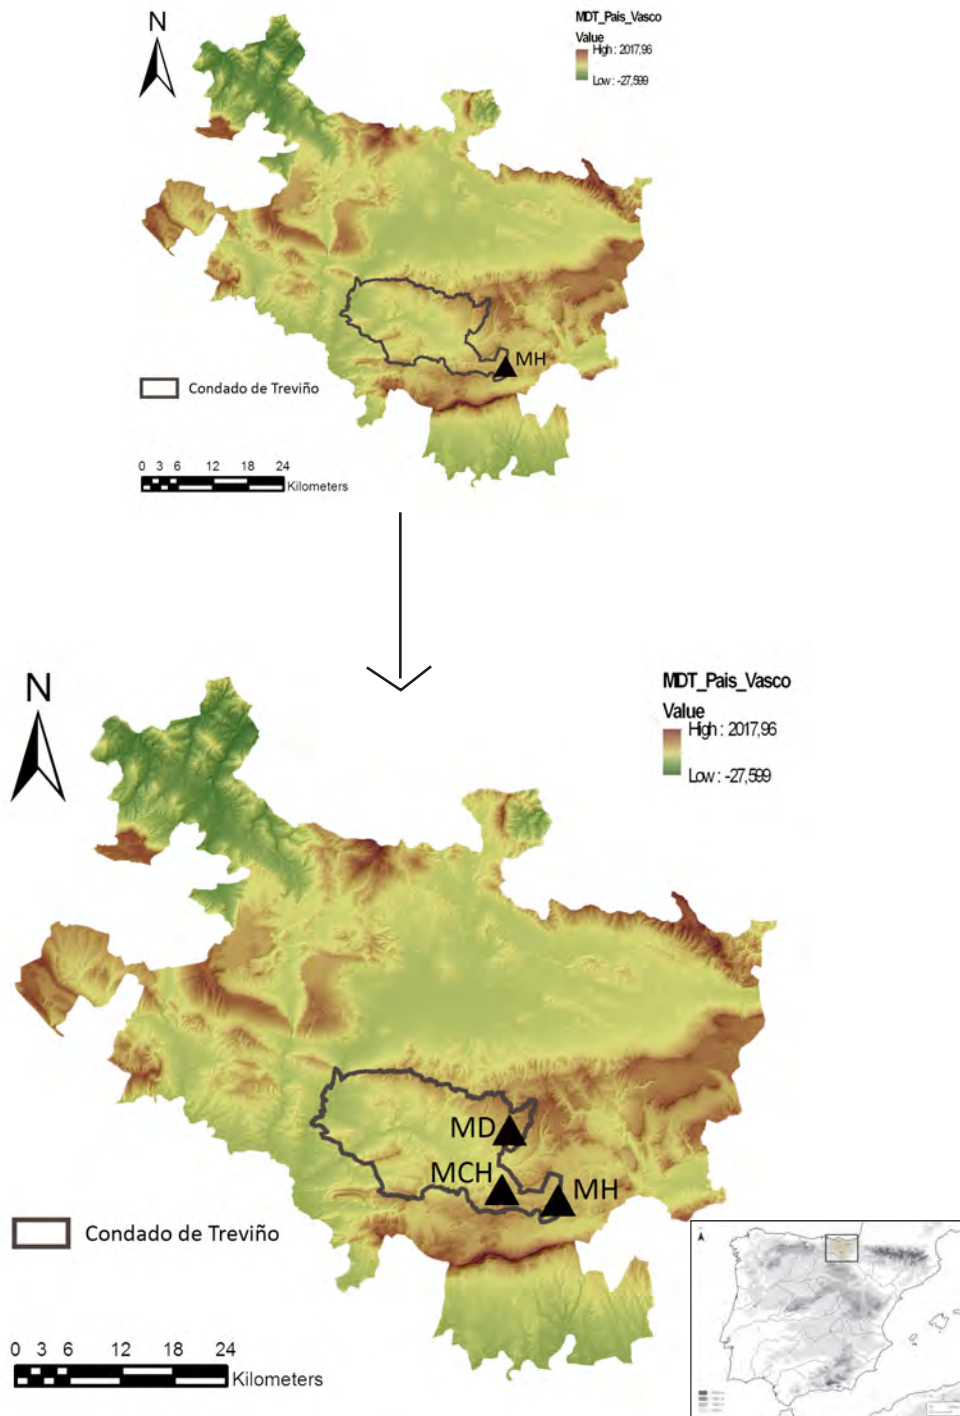 N
MDT_Pais_Vasco
Value
High : 2017,96
Low : -27,599
MH
Condado de Treviño
0 3 6 12 18 24
Kilometers
N
MDT_Pais_Vasco
Value
High : 2017,96
Low : -27,599
MD
MCH
MH
Condado de Treviño
0 3 6 12 18 24
Kilometers